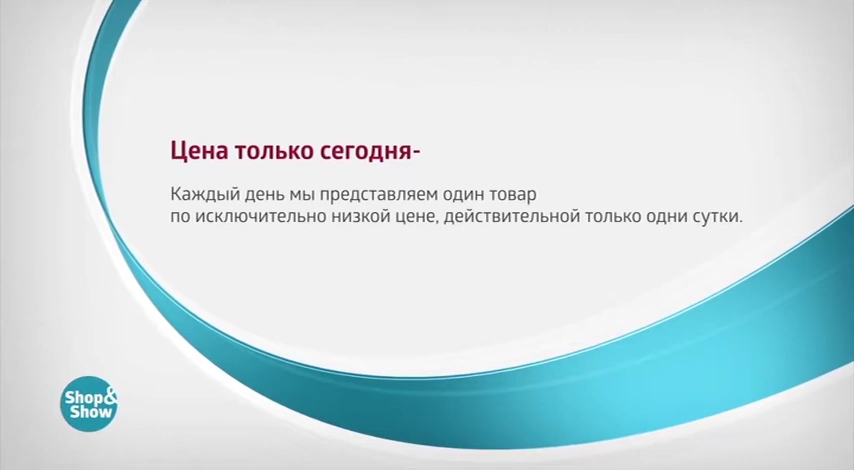 Цена только сегодня-
Каждый день мы представляем один товар
по исключительно низкой цене, действительной только одни сутки.
Shop&
Show